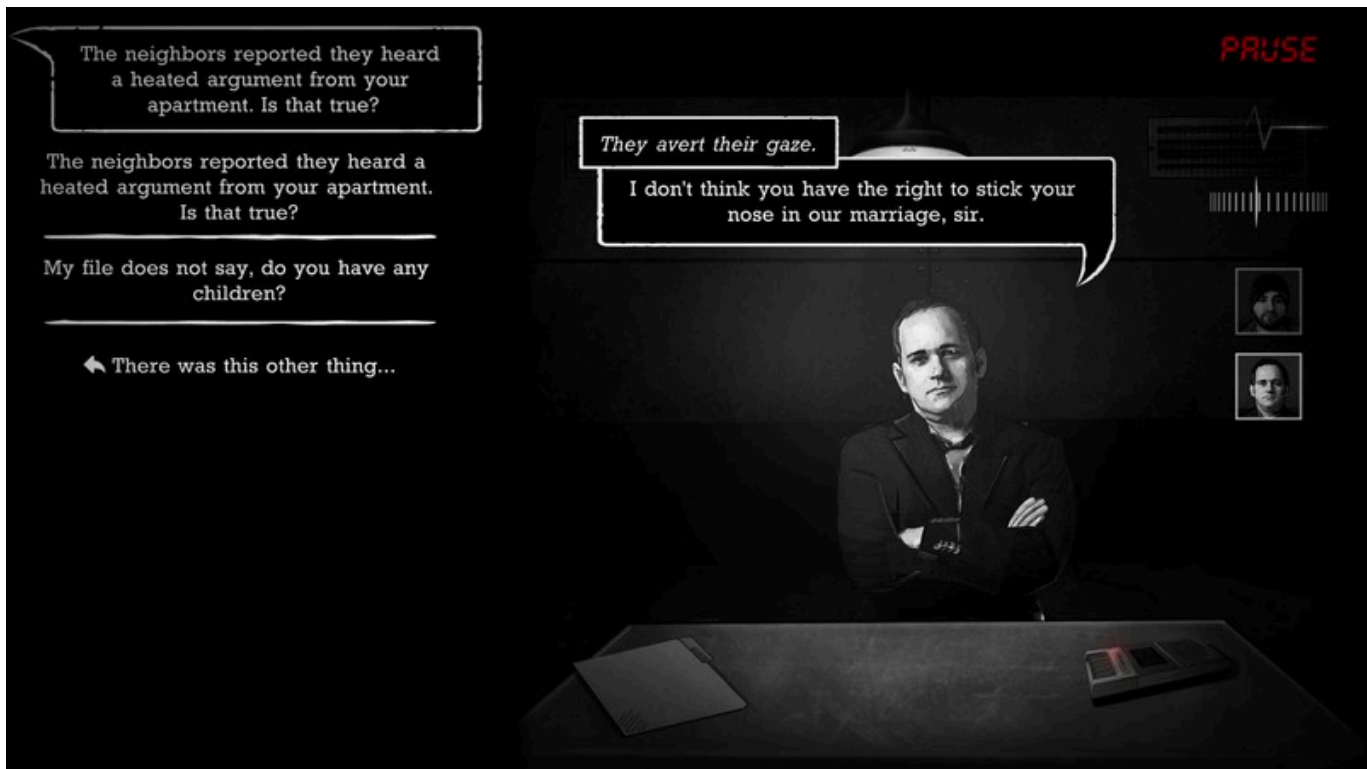 The neighbors reported they heard
a heated argument from your
apartment. Is that true?
The neighbors reported they heard a
heated argument from your apartment.
Is that true?
My file does not say, do you have any
children?
There was this other thing...
PAUSE
They avert their gaze.
I don't think you have the right to stick your
nose in our marriage, sir.